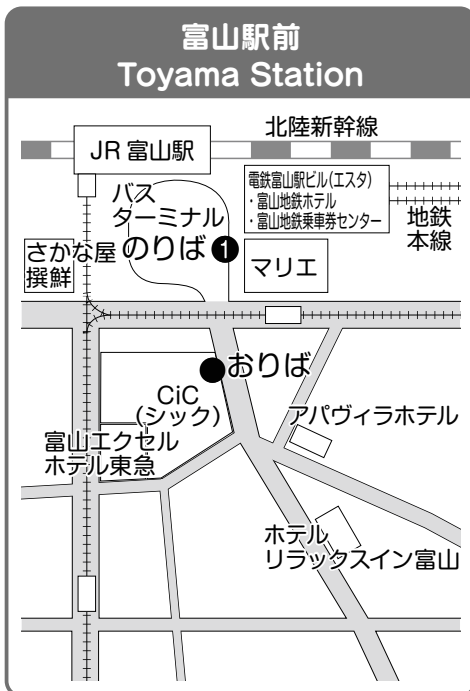 富山駅前
Toyama Station
北陸新幹線
JR 富山駅
電鉄富山駅ビル(エスタ)
・富山地鉄ホテル
・富山地鉄乗車券センター
バス
ターミナル
地鉄
本線
さかな屋
撰鮮
のりば 1
マリエ
おりば
CiC
(シック)
アパヴィラホテル
富山エクセル
ホテル東急
ホテル
リラックスイン富山